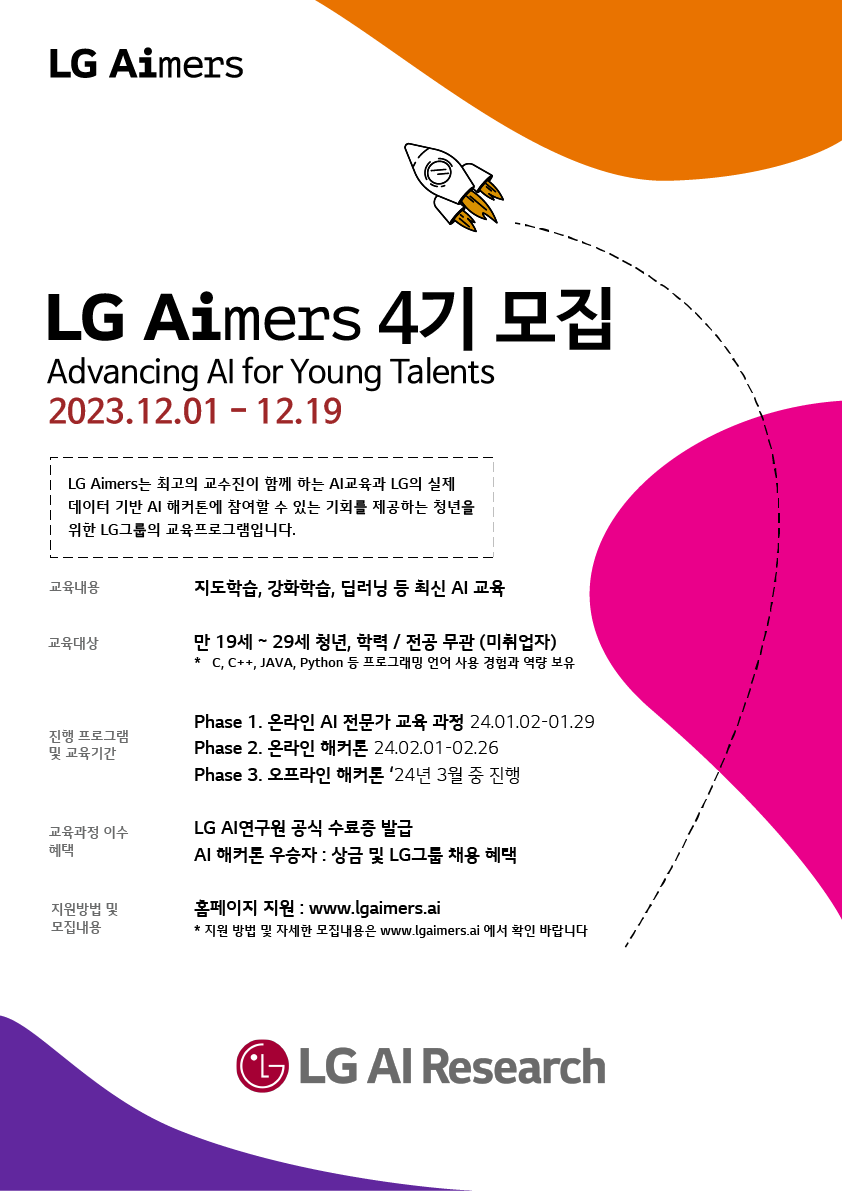 LG Aimers
LG Aimers 4기 모집
Advancing AI for Young Talents
2023.12.01 - 12.19
LG Aimers는 최고의 교수진이 함께 하는 AI교육과 LG의 실제
데이터 기반 AI 해커톤에 참여할 수 있는 기회를 제공하는 청년을
위한 LG그룹의 교육프로그램입니다.
교육내용
지도학습, 강화학습, 딥러닝 등 최신 AI 교육
교육대상
만 19세 ~ 29세 청년, 학력 / 전공 무관 (미취업자)
* C, C++, JAVA, Python 등 프로그래밍 언어 사용 경험과 역량 보유
진행 프로그램
및 교육기간
Phase 1. 온라인 AI 전문가 교육 과정 24.01.02-01.29
Phase 2. 온라인 해커톤 24.02.01-02.26
Phase 3. 오프라인 해커톤 ‘24년 3월 중 진행
교육과정 이수
혜택
LG AI연구원 공식 수료증 발급
AI 해커톤 우승자 : 상금 및 LG그룹 채용 혜택
지원방법 및
모집내용
홈페이지 지원 : www.lgaimers.ai
* 지원 방법 및 자세한 모집내용은 www.lgaimers.ai 에서 확인 바랍니다
LG AI Research